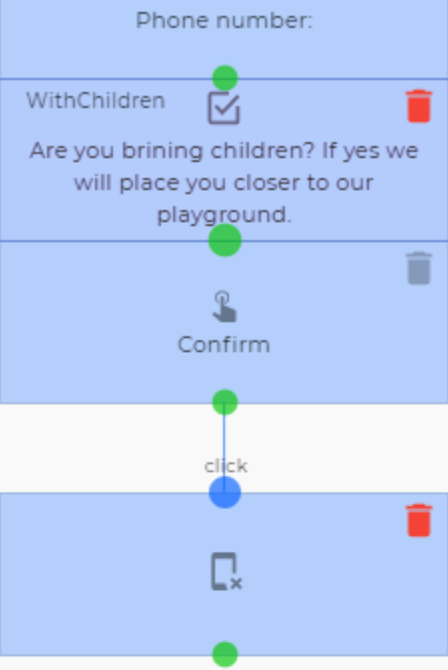 Phone number:
WithChildren
Are you brining children? If yes we
will place you closer to our
playground.
Confirm
click